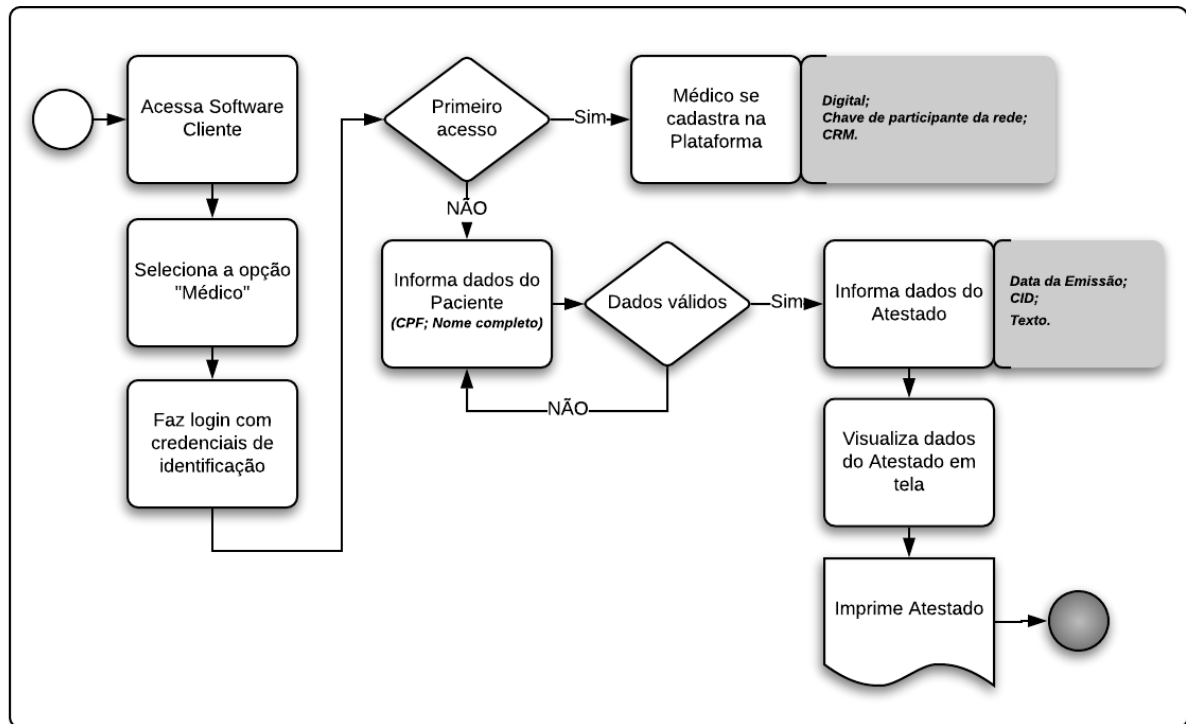 Acessa Software
Cliente
Seleciona a opção
"Médico"
Faz login com
credenciais de
identificação
Primeiro
acesso
Sim
Médico se
cadastra na
Plataforma
Digital;
Chave de participante da rede;
CRM.
NÃO
Informa dados do
Paciente
(CPF; Nome completo)
Dados válidos
NÃO
Sim
Informa dados do
Atestado
Data da Emissão;
CID;
Texto.
Visualiza dados
do Atestado em
tela
Imprime Atestado